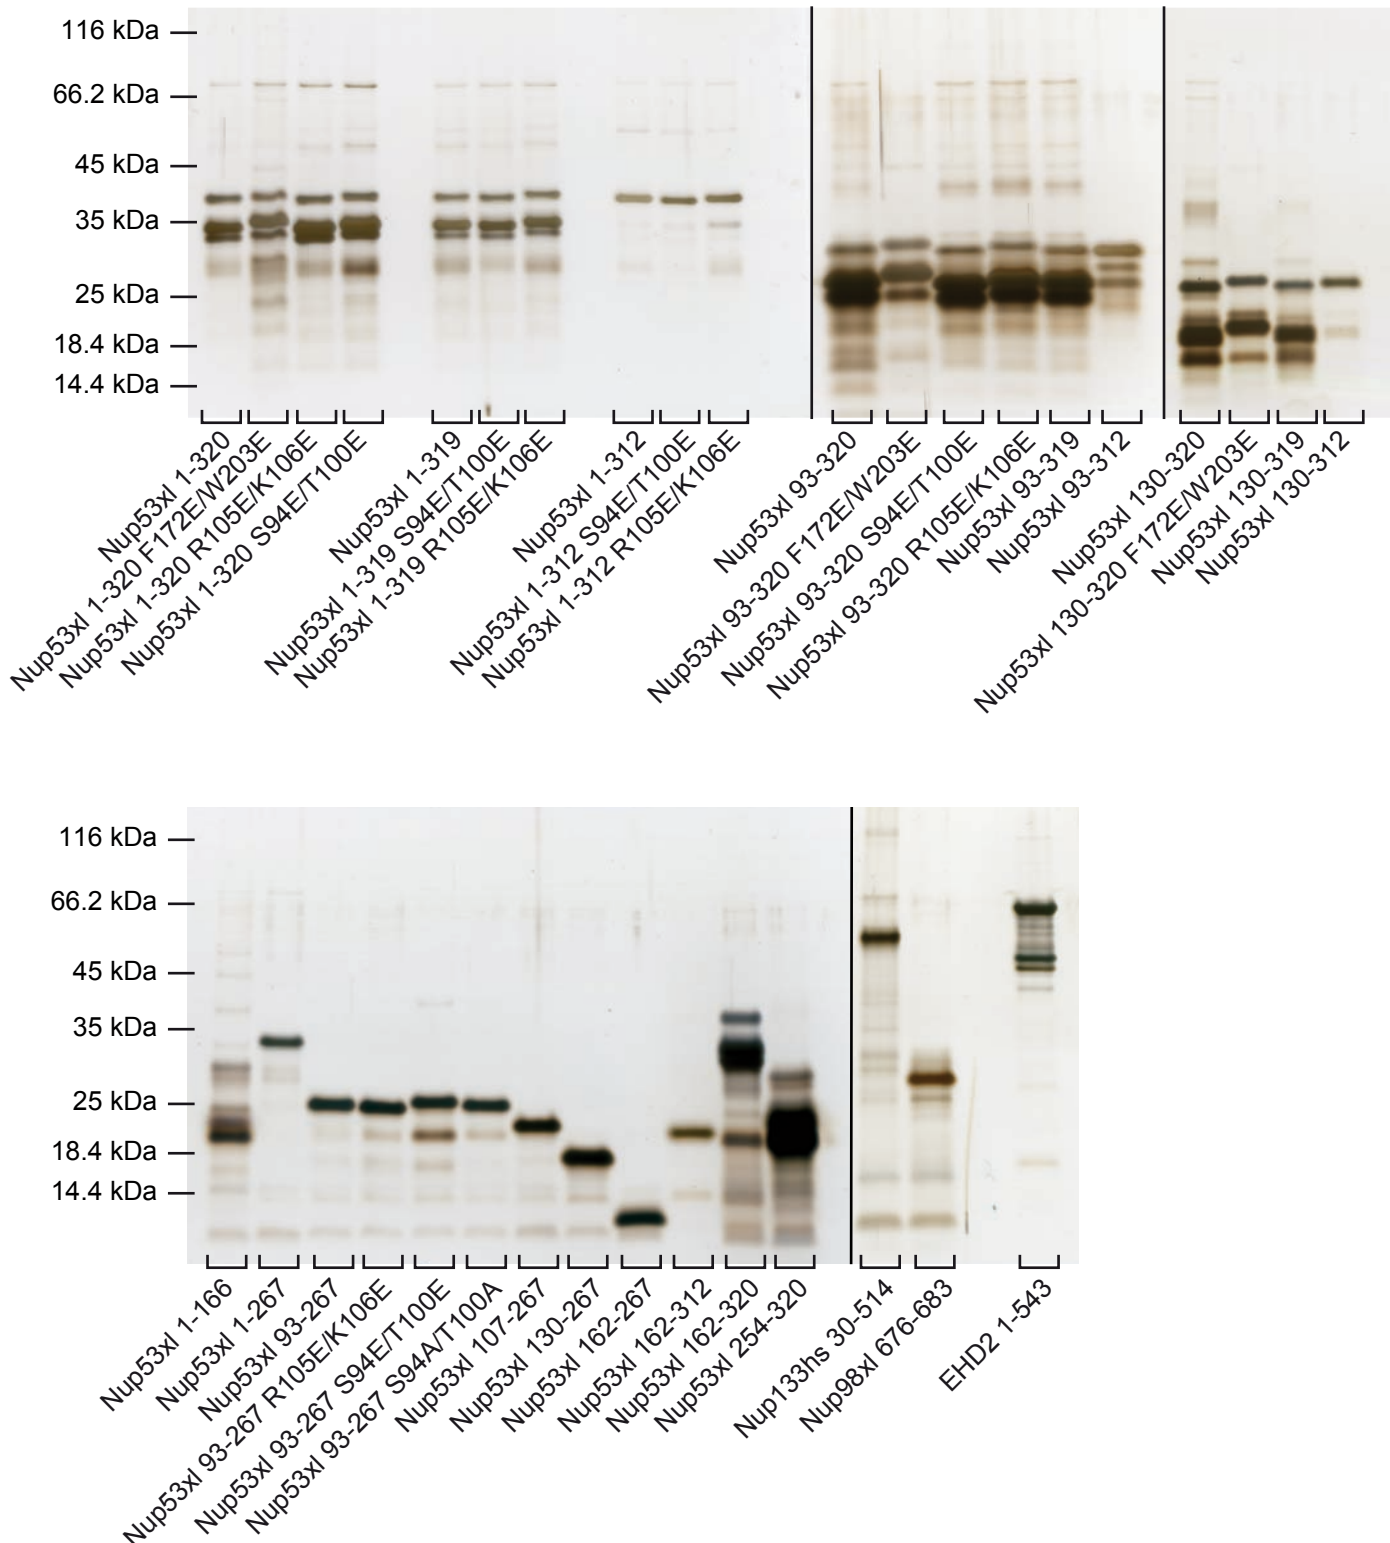 116 kDa
66.2 kDa
45 kDa
35 kDa
25 kDa
18.4 kDa
14.4 kDa
Nup53xl 1-320
Nup53xl 1-320 F172E/W203E
Nup53xl 1-320 R105E/K106E
Nup53xl 1-320 S94E/T100E
Nup53xl 1-319
Nup53xl 1-319 S94E/T100E
Nup53xl 1-319 R105E/K106E
Nup53xl 1-312
Nup53xl 1-312 S94E/T100E
Nup53xl 1-312 R105E/K106E
Nup53xl 93-320
Nup53xl 93-320 F172E/W203E
Nup53xl 93-320 S94E/T100E
Nup53xl 93-320 R105E/K106E
Nup53xl 93-319
Nup53xl 93-312
Nup53xl 130-320
Nup53xl 130-320 F172E/W203E
Nup53xl 130-319
Nup53xl 130-312
116 kDa
66.2 kDa
45 kDa
35 kDa
25 kDa
18.4 kDa
14.4 kDa
Nup53xl 1-166
Nup53xl 1-267
Nup53xl 93-267
Nup53xl 93-267 R105E/K106E
Nup53xl 93-267 S94E/T100E
Nup53xl 93-267 S94A/T100A
Nup53xl 107-267
Nup53xl 130-267
Nup53xl 162-267
Nup53xl 162-312
Nup53xl 162-320
Nup53xl 254-320
Nup133hs 30-514
Nup98xl 676-683
EHD2 1-543